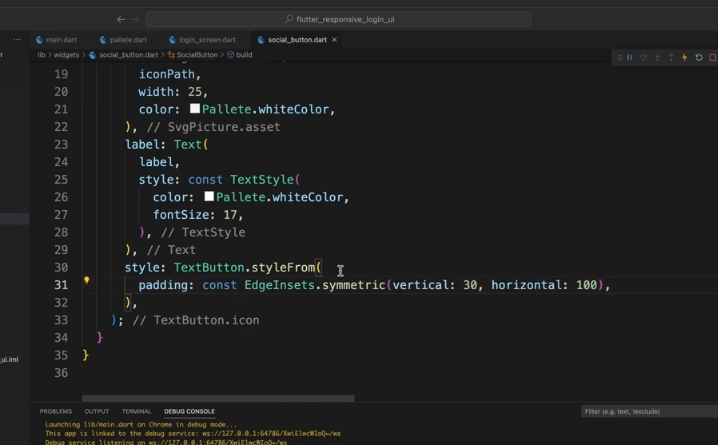 flutter_responsive_login_ui
main.dart pallete.dart login_screen.dart social_button.dart
lib > widgets > social_button.dart > SocialButton > build
19 iconPath,
20 width: 25,
21 color: Pallete.whiteColor,
22 ), // SvgPicture.asset
23 label: Text(
24 label,
25 style: const TextStyle(
26 color: Pallete.whiteColor,
27 fontSize: 17,
28 ), // TextStyle
29 ), // Text
30 style: TextButton.styleFrom(
31 padding: const EdgeInsets.symmetric(vertical: 30, horizontal: 100),
32 ),
33 ); // TextButton.icon
34 }
35 }
36
_ui.iml
PROBLEMS OUTPUT TERMINAL DEBUG CONSOLE Filter (e.g. text, !exclude)
Launching lib/main.dart on Chrome in debug mode...
This app is linked to the debug service: ws://127.0.0.1:64786/XwiElwcWIoQ=/ws
Debug service listening on ws://127.0.0.1:64786/XwiElwcWIoQ=/ws